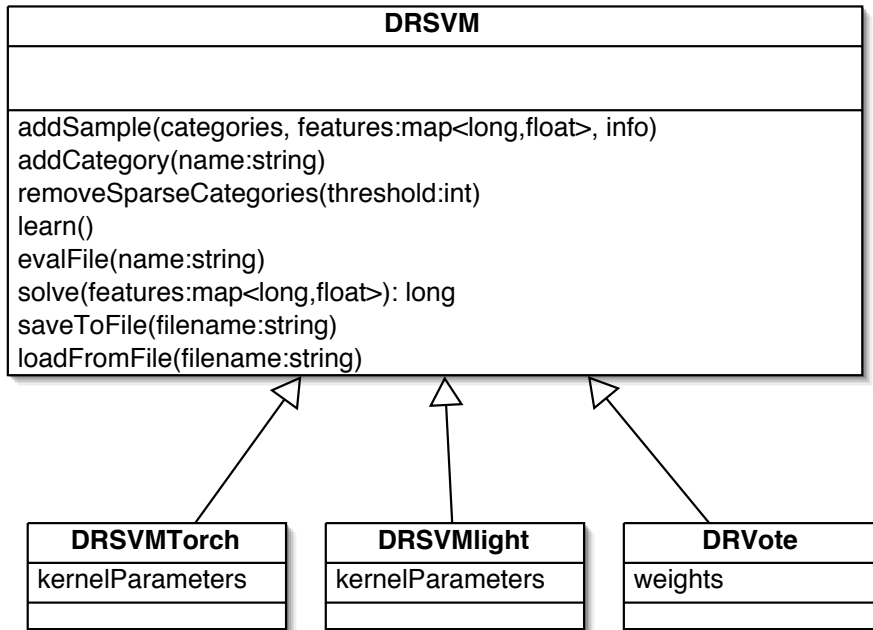 DRSVM
addSample(categories, features:map<long,float>, info)
addCategory(name:string)
removeSparseCategories(threshold:int)
learn()
evalFile(name:string)
solve(features:map<long,float>): long
saveToFile(filename:string)
loadFromFile(filename:string)
DRSVMTorch
kernelParameters
DRSVMlight
kernelParameters
DRVote
weights